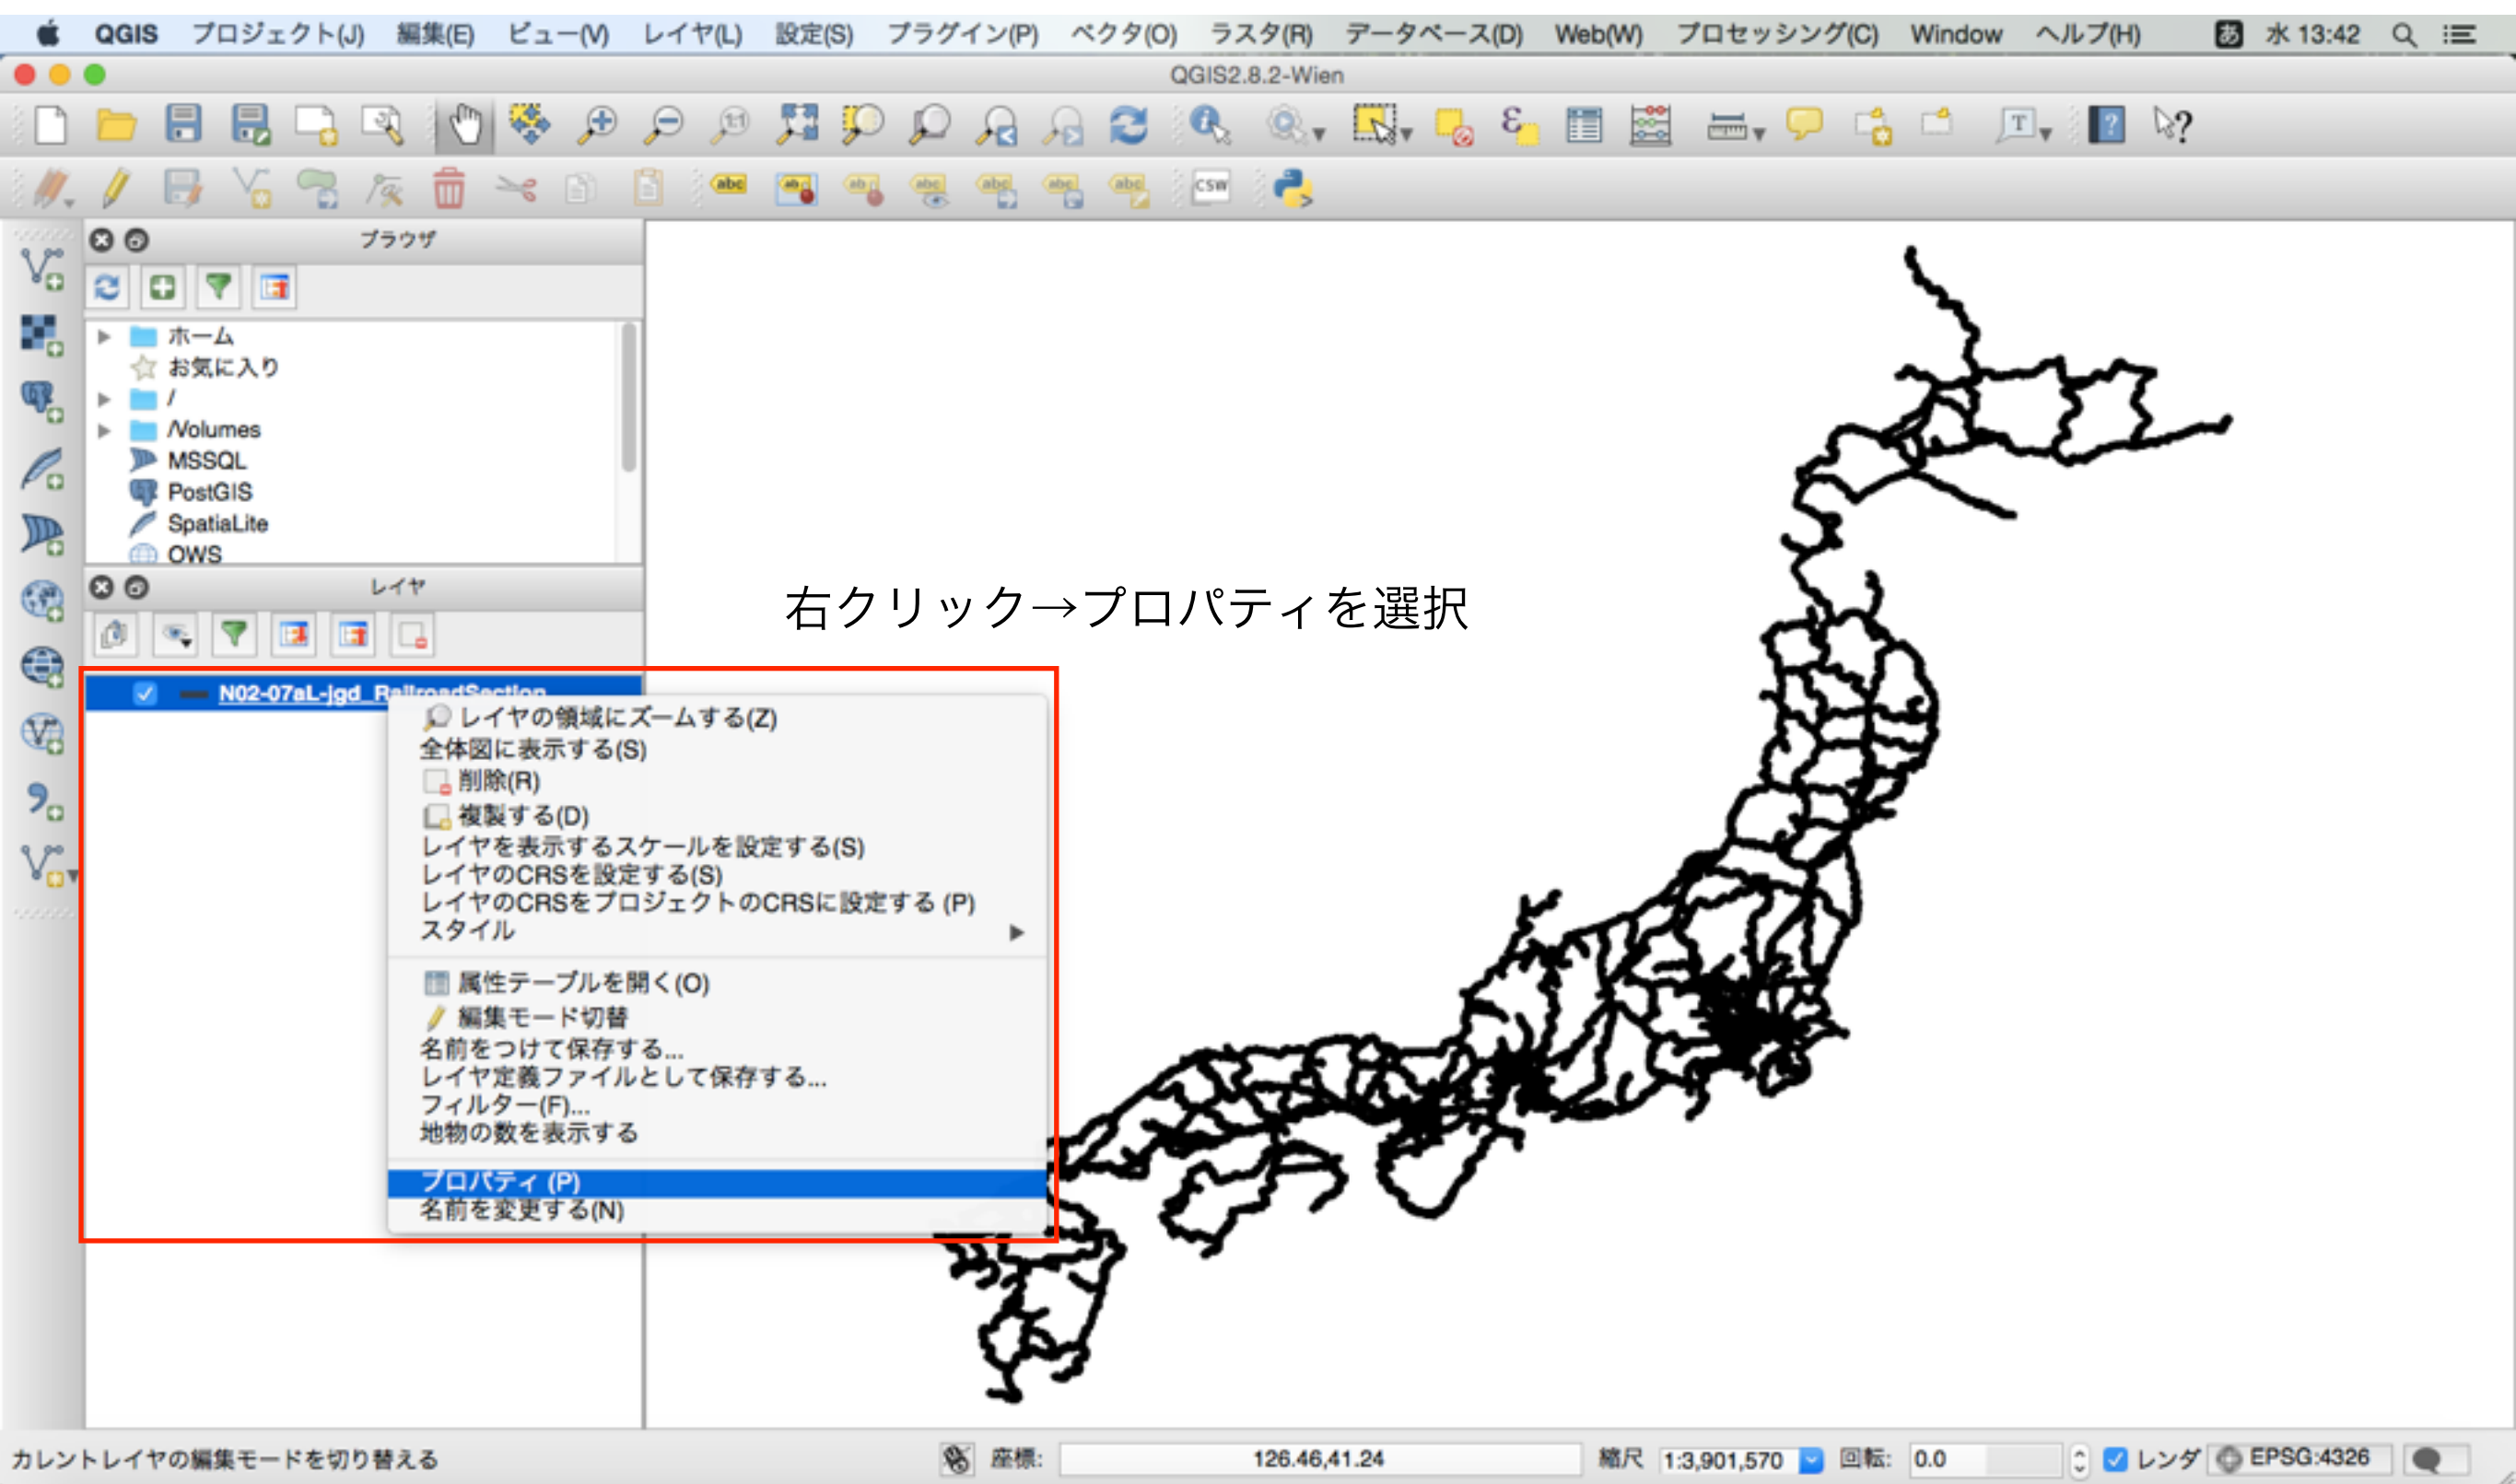 QGIS プロジェクト(J) 編集(E) ビュー(V) レイヤ(L) 設定(S) プラグイン(P) ベクタ(O) ラスタ(R) データベース(D) Web(W) プロセッシング(C) Window ヘルプ(H) あ 水 13:42
QGIS2.8.2-Wien
1:1 ε T ? ?
abc ab ab abc abc abc abc CSW
ブラウザ
ホーム
お気に入り
/
/Volumes
MSSQL
PostGIS
SpatiaLite
OWS
レイヤ
右クリック→プロパティを選択
N02-07aL-jgd_RailroadSection
レイヤの領域にズームする(Z)
全体図に表示する(S)
削除(R)
複製する(D)
レイヤを表示するスケールを設定する(S)
レイヤのCRSを設定する(S)
レイヤのCRSをプロジェクトのCRSに設定する (P)
スタイル
属性テーブルを開く(O)
編集モード切替
名前をつけて保存する...
レイヤ定義ファイルとして保存する...
フィルター(F)...
地物の数を表示する
プロパティ (P)
名前を変更する(N)
カレントレイヤの編集モードを切り替える 座標: 126.46,41.24 縮尺 1:3,901,570 回転: 0.0 レンダ EPSG:4326